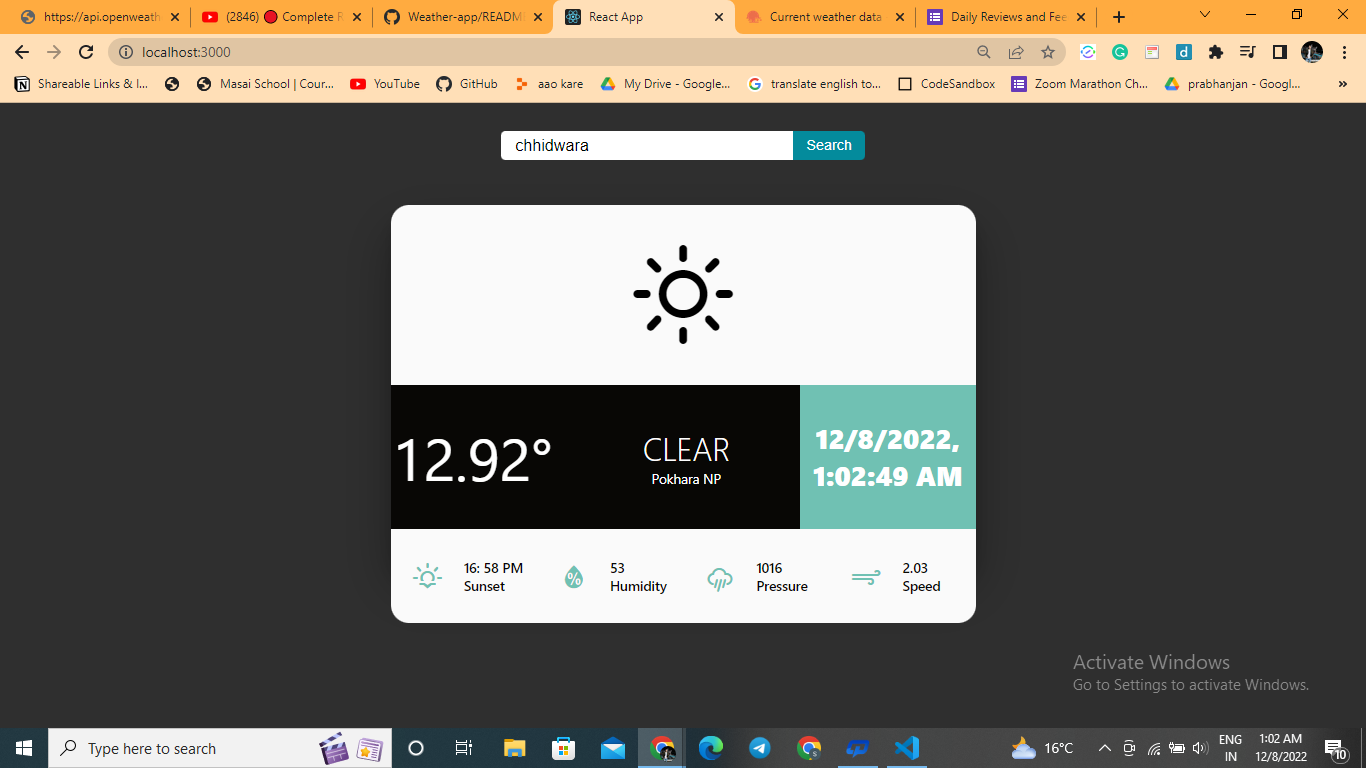 https://api.openweath
(2846) 🔴 Complete R
Weather-app/READM
React App
Current weather data
Daily Reviews and Fee
localhost:3000
Shareable Links & I...
Masai School | Cour...
YouTube
GitHub
aao kare
My Drive - Google...
translate english to...
CodeSandbox
Zoom Marathon Ch...
prabhanjan - Googl...
»
chhidwara
Search
12.92°
CLEAR
Pokhara NP
12/8/2022,
1:02:49 AM
16: 58 PM
Sunset
53
Humidity
1016
Pressure
2.03
Speed
Activate Windows
Go to Settings to activate Windows.
Type here to search
16°C
ENG
IN
1:02 AM
12/8/2022
10